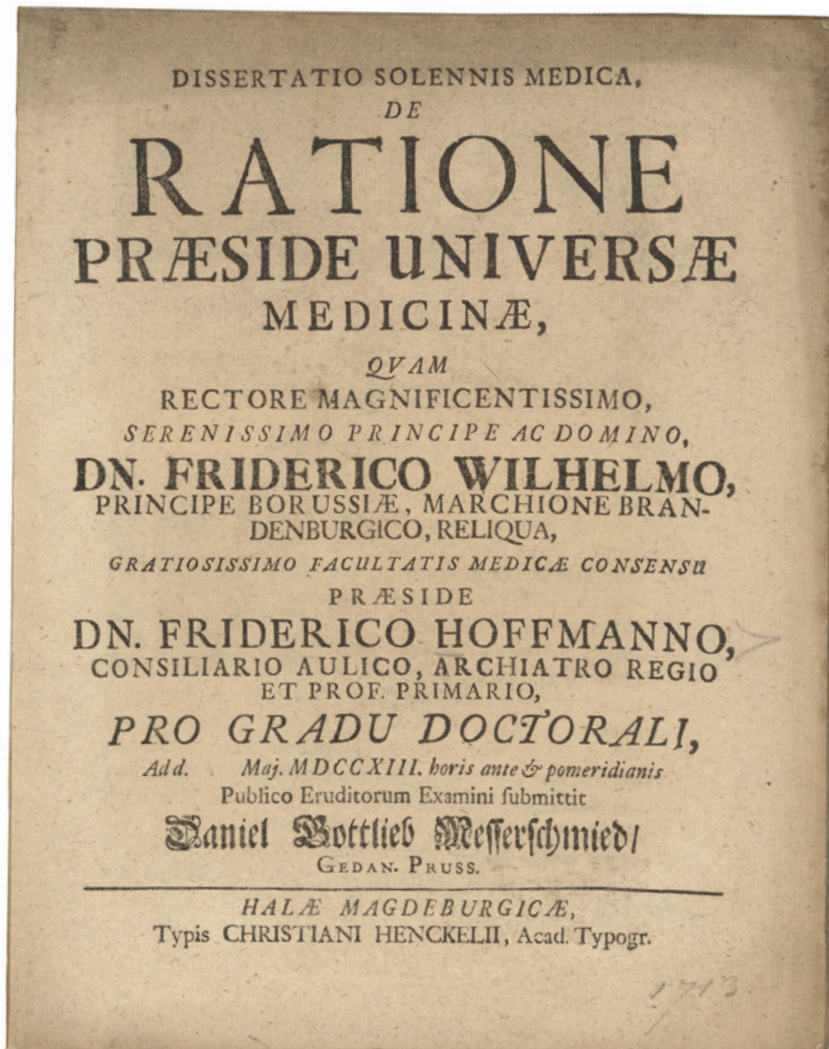 DISSERTATIO SOLENNIS MEDICA,
DE
RATIONE
PRÆSIDE UNIVERSÆ
MEDICINÆ,
QVAM
RECTORE MAGNIFICENTISSIMO,
SERENISSIMO PRINCIPE AC DOMINO,
DN. FRIDERICO WILHELMO,
PRINCIPE BORUSSIÆ, MARCHIONE BRAN-
DENBURGICO, RELIQUA,
GRATIOSISSIMO FACULTATIS MEDICÆ CONSENSU
PRÆSIDE
DN. FRIDERICO HOFFMANNO,
CONSILIARIO AULICO, ARCHIATRO REGIO
ET PROF. PRIMARIO,
PRO GRADU DOCTORALI,
Ad d. Maj. MDCCXIII. horis ante & pomeridianis
Publico Eruditorum Examini ſubmittit
Daniel Gottlieb Meſſerſchmied/
GEDAN. PRUSS.
HALÆ MAGDEBURGICÆ,
Typis CHRISTIANI HENCKELII, Acad. Typogr.
1713.